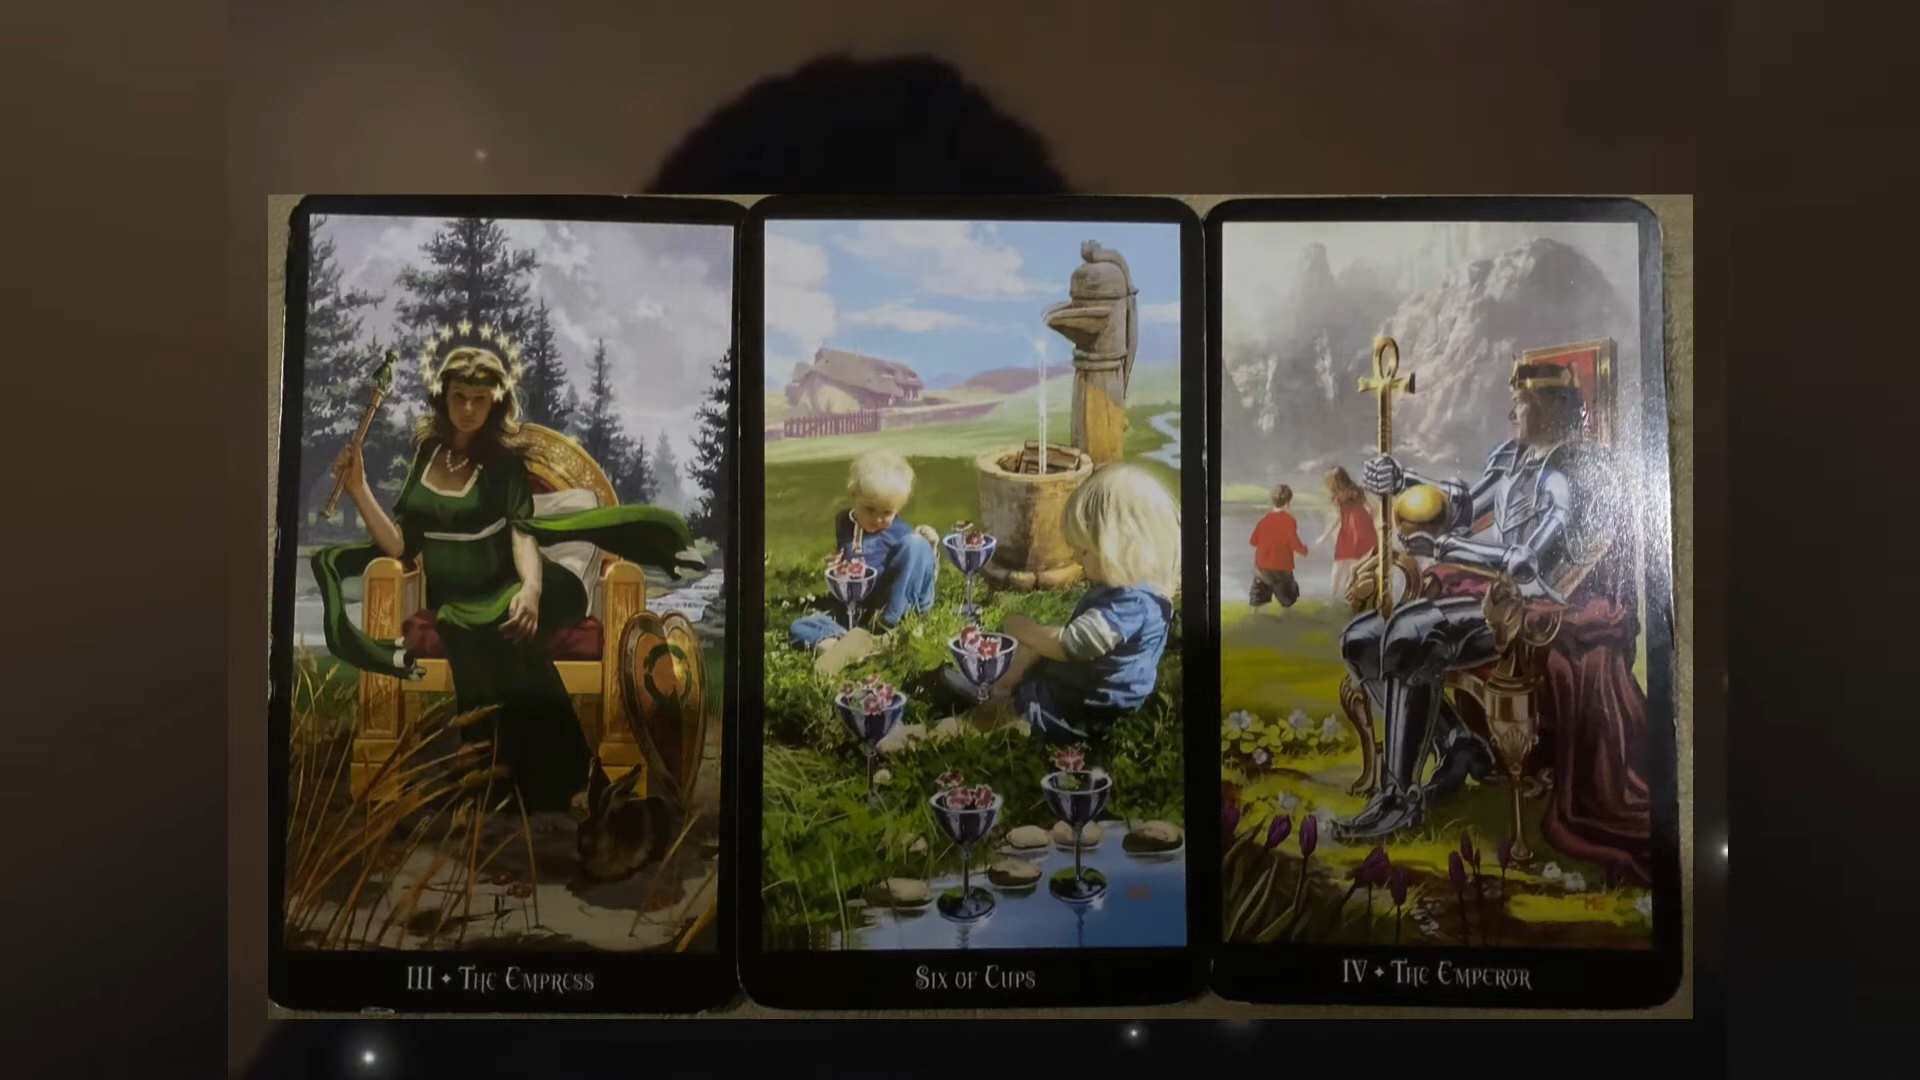 III ✦ The Empress
Six of Cups
IV ✦ The Emperor